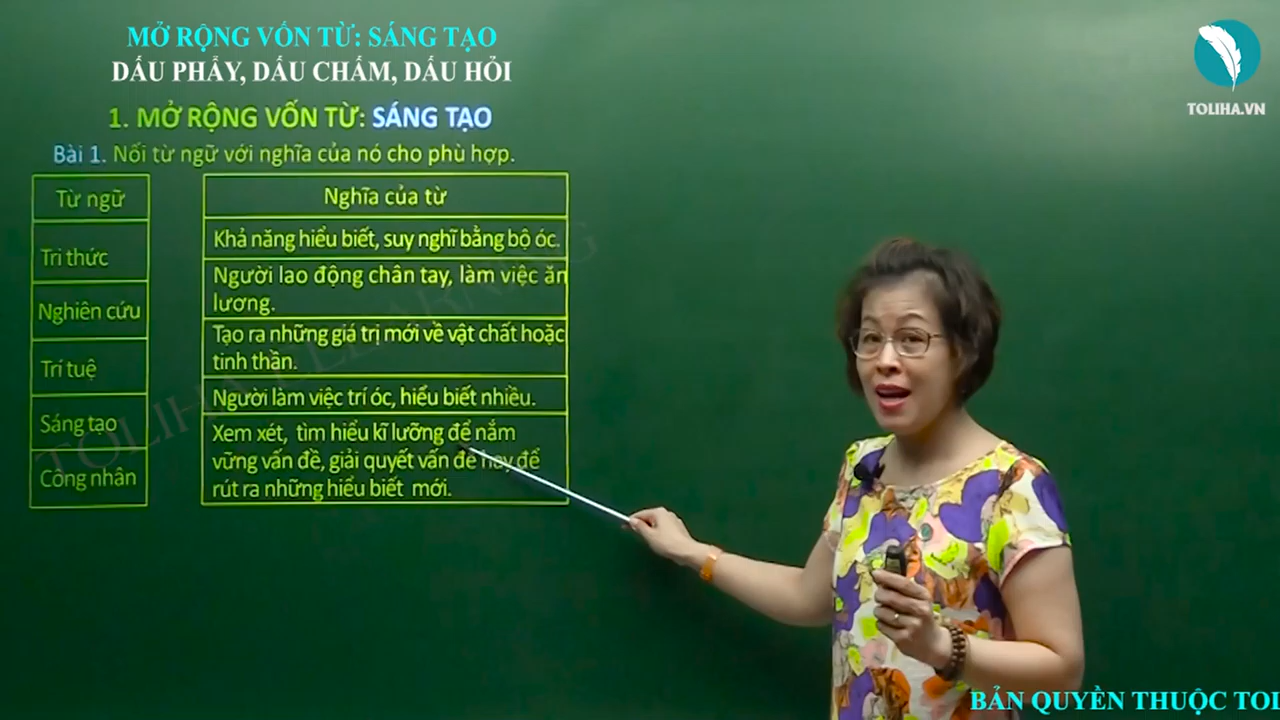 MỞ RỘNG VỐN TỪ: SÁNG TẠO
DẤU PHẨY, DẤU CHẤM, DẤU HỎI
TOLIHA.VN
1. MỞ RỘNG VỐN TỪ: SÁNG TẠO
Bài 1. Nối từ ngữ với nghĩa của nó cho phù hợp.
Từ ngữ
Tri thức
Nghiên cứu
Trí tuệ
Sáng tạo
Công nhân
Nghĩa của từ
Khả năng hiểu biết, suy nghĩ bằng bộ óc.
Người lao động chân tay, làm việc ăn
lương.
Tạo ra những giá trị mới về vật chất hoặc
tinh thần.
Người làm việc trí óc, hiểu biết nhiều.
Xem xét, tìm hiểu kĩ lưỡng để nắm
vững vấn đề, giải quyết vấn đề hay để
rút ra những hiểu biết mới.
BẢN QUYỀN THUỘC